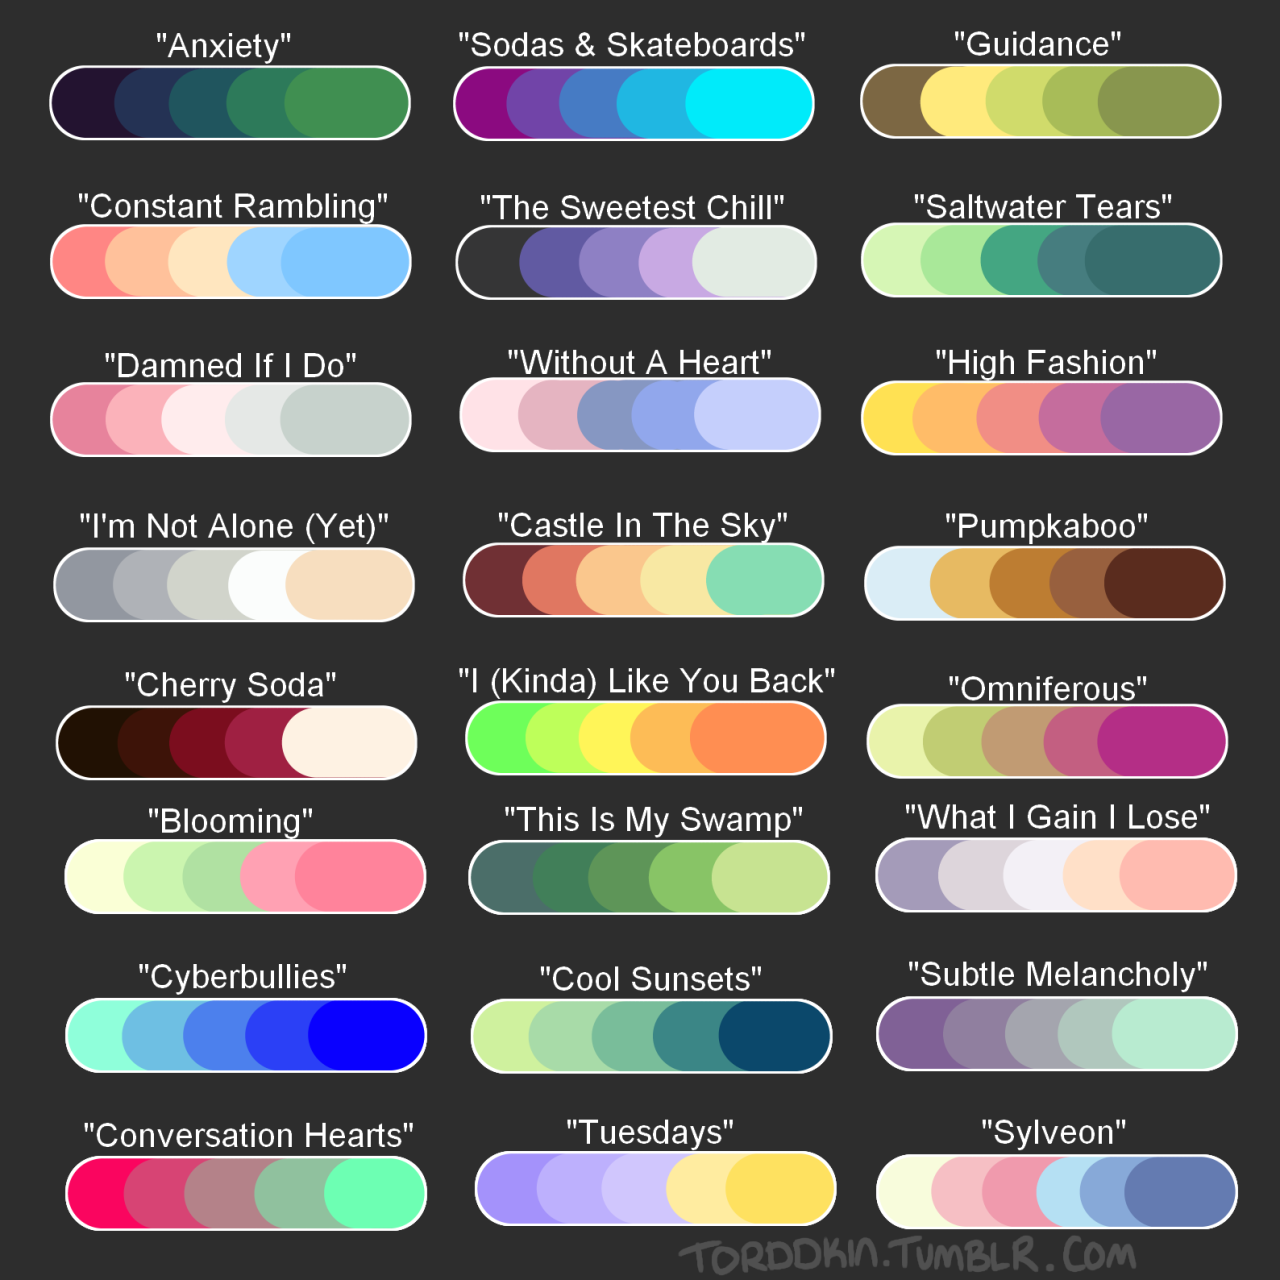 "Anxiety"
"Sodas & Skateboards"
"Guidance"
"Constant Rambling"
"The Sweetest Chill"
"Saltwater Tears"
"Damned If I Do"
"Without A Heart"
"High Fashion"
"I'm Not Alone (Yet)"
"Castle In The Sky"
"Pumpkaboo"
"Cherry Soda"
"I (Kinda) Like You Back"
"Omniferous"
"Blooming"
"This Is My Swamp"
"What I Gain I Lose"
"Cyberbullies"
"Cool Sunsets"
"Subtle Melancholy"
"Conversation Hearts"
"Tuesdays"
"Sylveon"
TORDDKIN.TUMBLR.COM